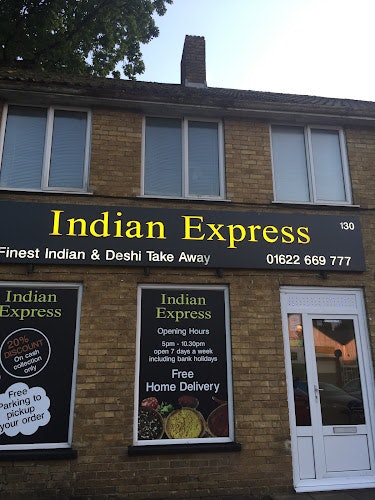 Indian Express
130
Finest Indian & Deshi Take Away
01622 669 777
Indian
Express
20%
DISCOUNT
On cash
collection
only
Free
Parking to
pickup
your order
Indian
Express
Opening Hours
5pm - 10.30pm
open 7 days a week
including bank holidays
Free
Home Delivery